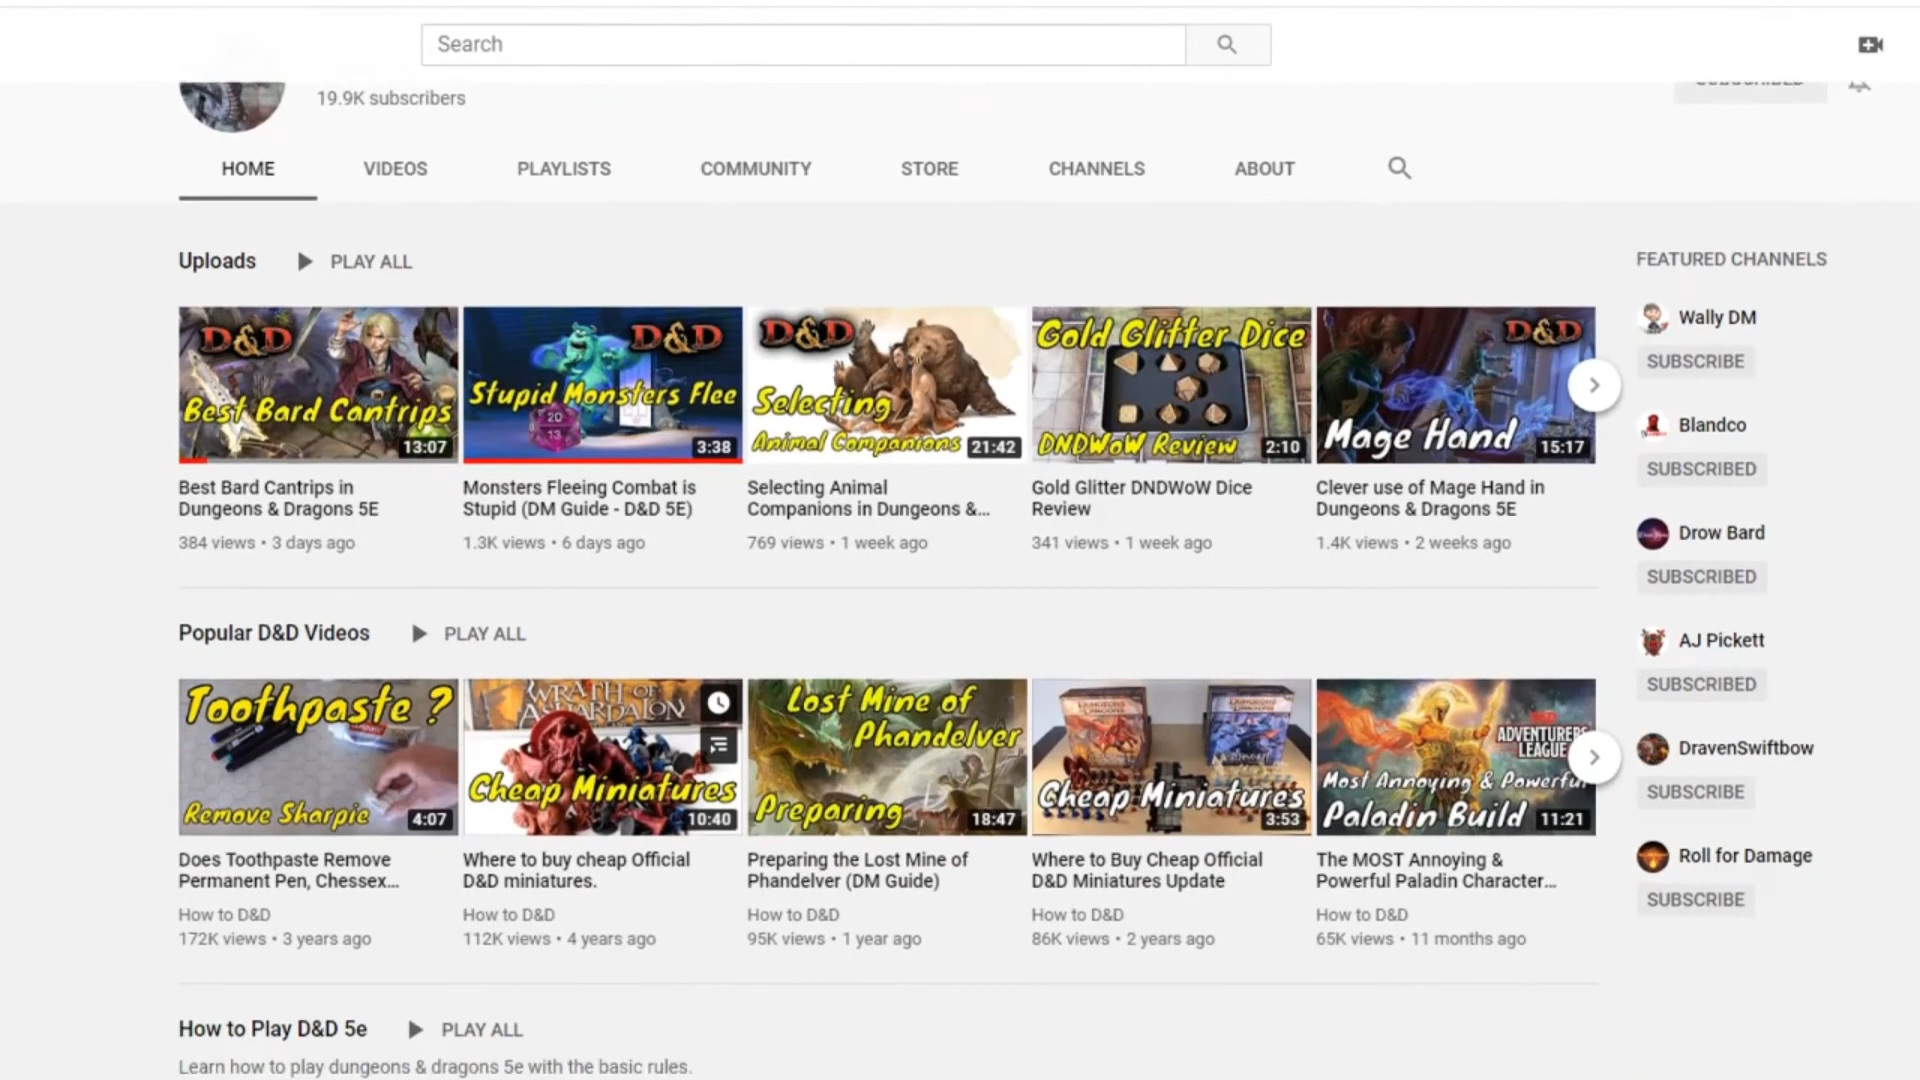 Search
19.9K subscribers
HOME VIDEOS PLAYLISTS COMMUNITY STORE CHANNELS ABOUT
Uploads PLAY ALL
D&D
Best Bard Cantrips
13:07
D&D
Stupid Monsters Flee
20
13
3:38
D&D
Selecting
Animal Companions
21:42
Gold Glitter Dice
DNDWoW Review
2:10
D&D
Mage Hand
15:17
Best Bard Cantrips in
Dungeons & Dragons 5E
384 views • 3 days ago
Monsters Fleeing Combat is
Stupid (DM Guide - D&D 5E)
1.3K views • 6 days ago
Selecting Animal
Companions in Dungeons &...
769 views • 1 week ago
Gold Glitter DNDWoW Dice
Review
341 views • 1 week ago
Clever use of Mage Hand in
Dungeons & Dragons 5E
1.4K views • 2 weeks ago
Popular D&D Videos PLAY ALL
Toothpaste ?
Remove Sharpie
4:07
WRATH OF
ASHARDALON
Cheap Miniatures
10:40
Lost Mine of
Phandelver
Preparing
18:47
DUNGEONS
DRAGONS
DUNGEONS
DRAGONS
Cheap Miniatures
3:53
ADVENTURERS
LEAGUE
Most Annoying & Powerful
Paladin Build
11:21
Does Toothpaste Remove
Permanent Pen, Chessex...
How to D&D
172K views • 3 years ago
Where to buy cheap Official
D&D miniatures.
How to D&D
112K views • 4 years ago
Preparing the Lost Mine of
Phandelver (DM Guide)
How to D&D
95K views • 1 year ago
Where to Buy Cheap Official
D&D Miniatures Update
How to D&D
86K views • 2 years ago
The MOST Annoying &
Powerful Paladin Character...
How to D&D
65K views • 11 months ago
How to Play D&D 5e PLAY ALL
Learn how to play dungeons & dragons 5e with the basic rules.
FEATURED CHANNELS
Wally DM
SUBSCRIBE
Blandco
SUBSCRIBED
Drow Bard
SUBSCRIBED
AJ Pickett
SUBSCRIBED
DravenSwiftbow
SUBSCRIBE
Roll for Damage
SUBSCRIBE